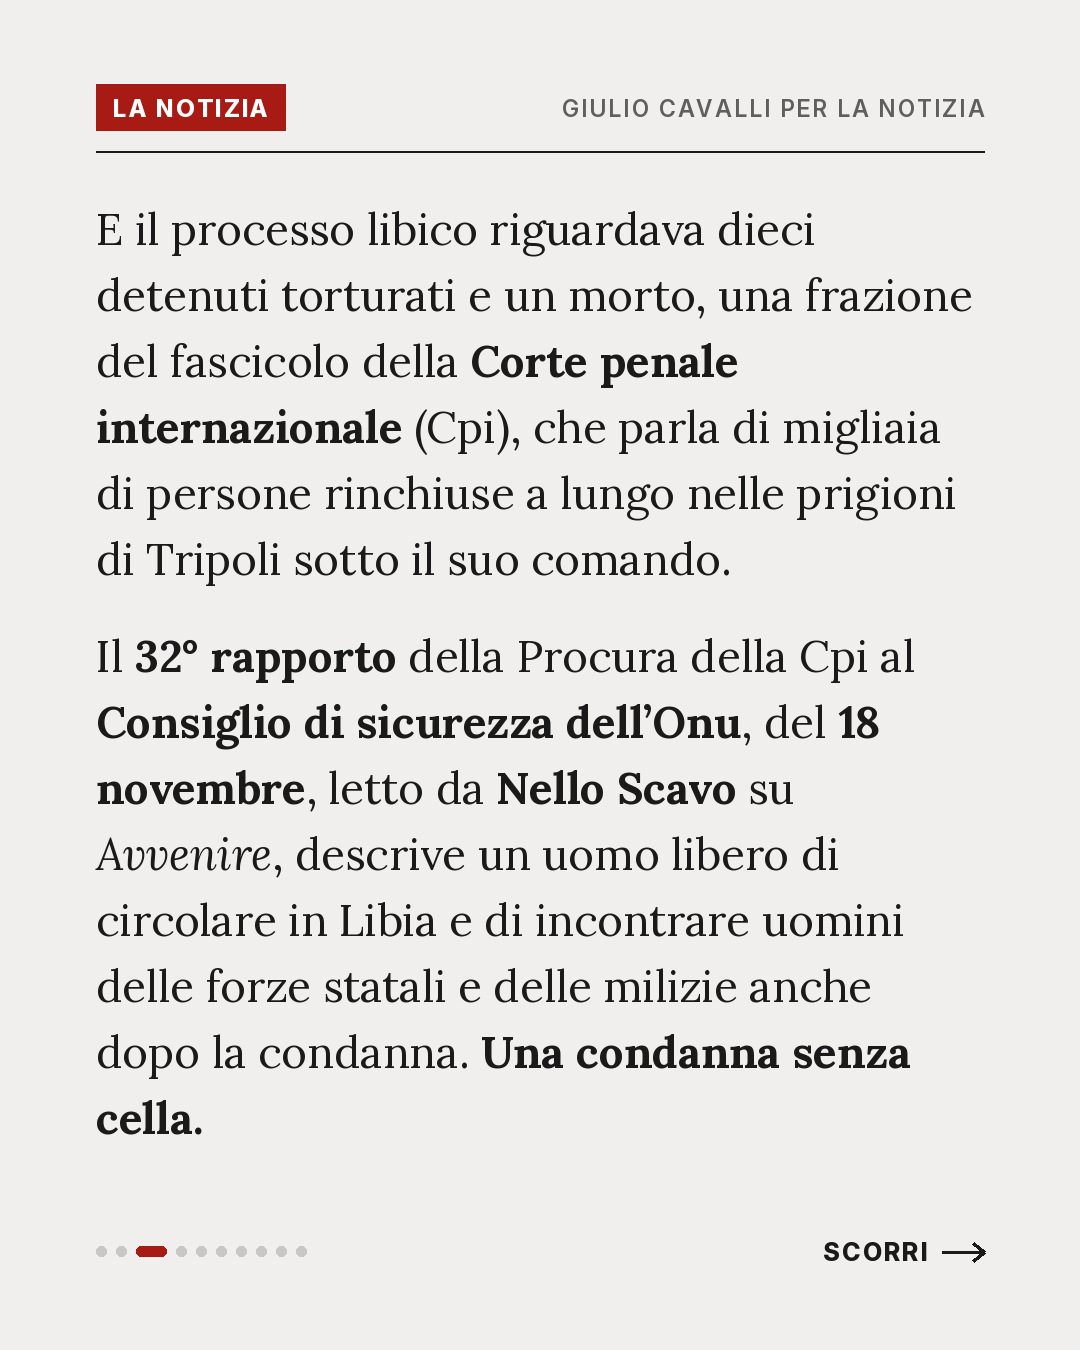 LA NOTIZIA
GIULIO CAVALLI PER LA NOTIZIA
E il processo libico riguardava dieci
detenuti torturati e un morto, una frazione
del fascicolo della Corte penale
internazionale (Cpi), che parla di migliaia
di persone rinchiuse a lungo nelle prigioni
di Tripoli sotto il suo comando.
Il 32° rapporto della Procura della Cpi al
Consiglio di sicurezza dell’Onu, del 18
novembre, letto da Nello Scavo su
Avvenire, descrive un uomo libero di
circolare in Libia e di incontrare uomini
delle forze statali e delle milizie anche
dopo la condanna. Una condanna senza
cella.
SCORRI